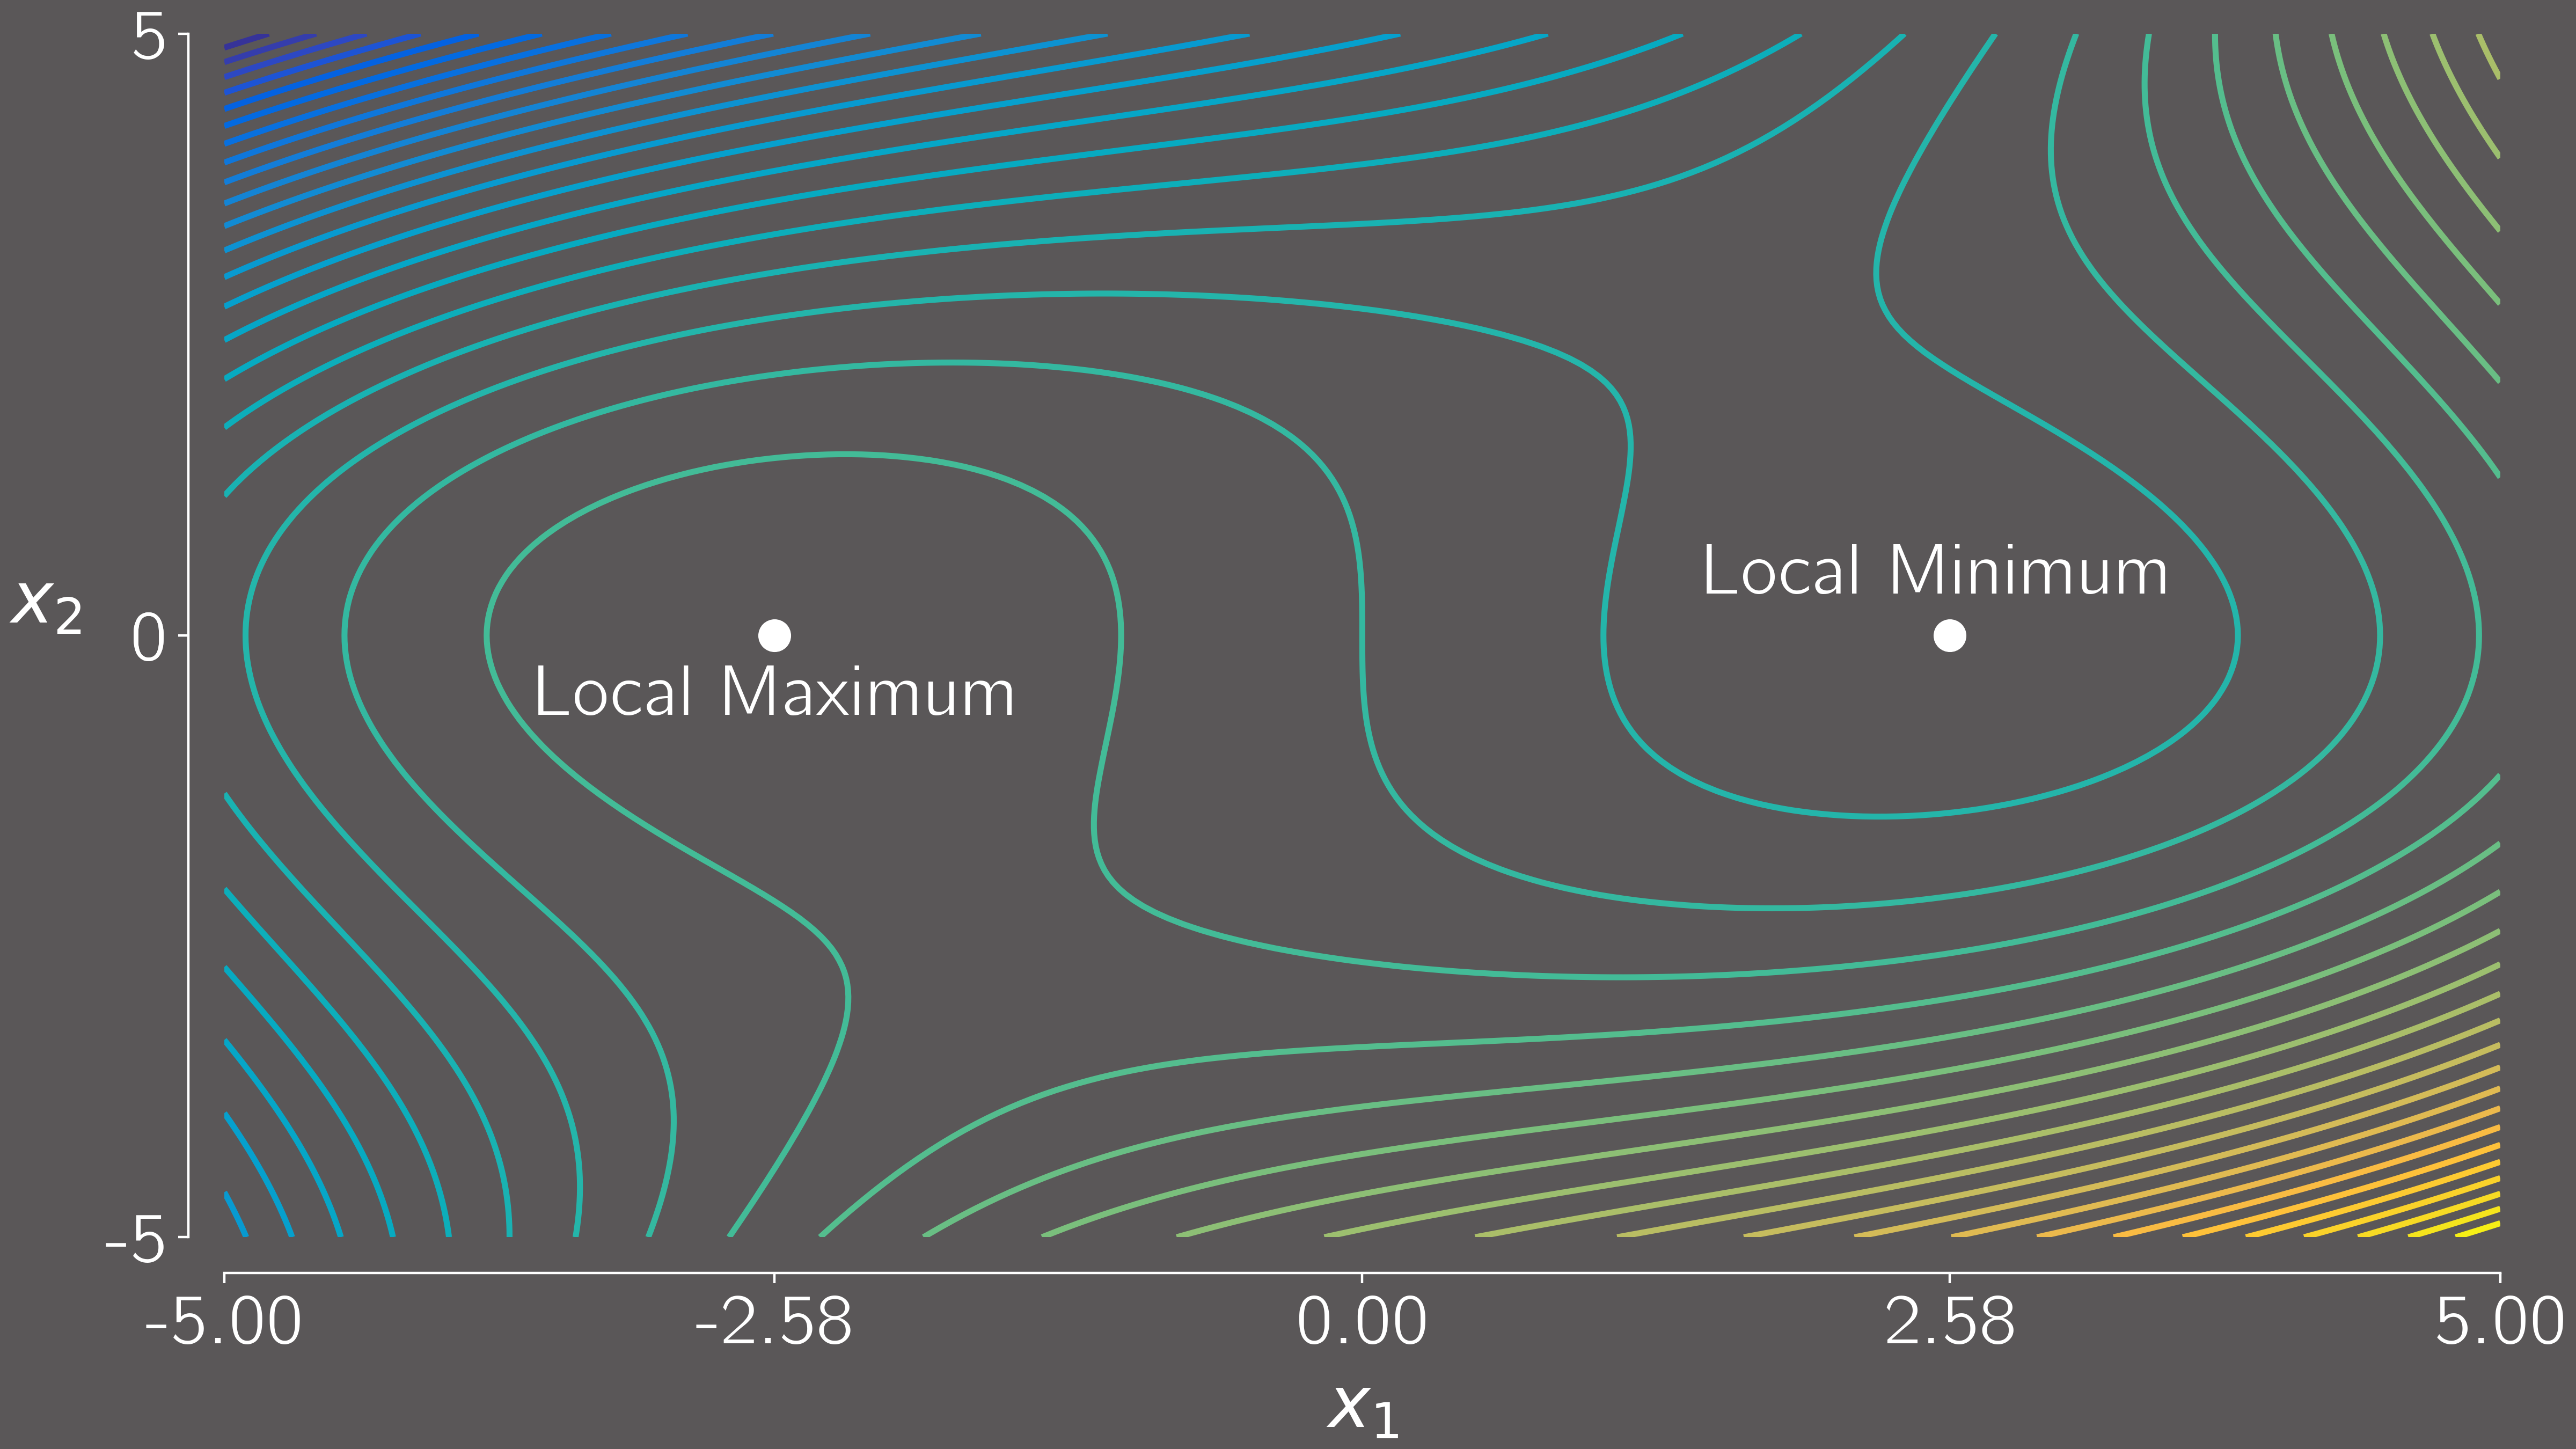 5
Local Minimum
x₂
0
Local Maximum
-5
-5.00 -2.58 0.00 2.58 5.00
x₁